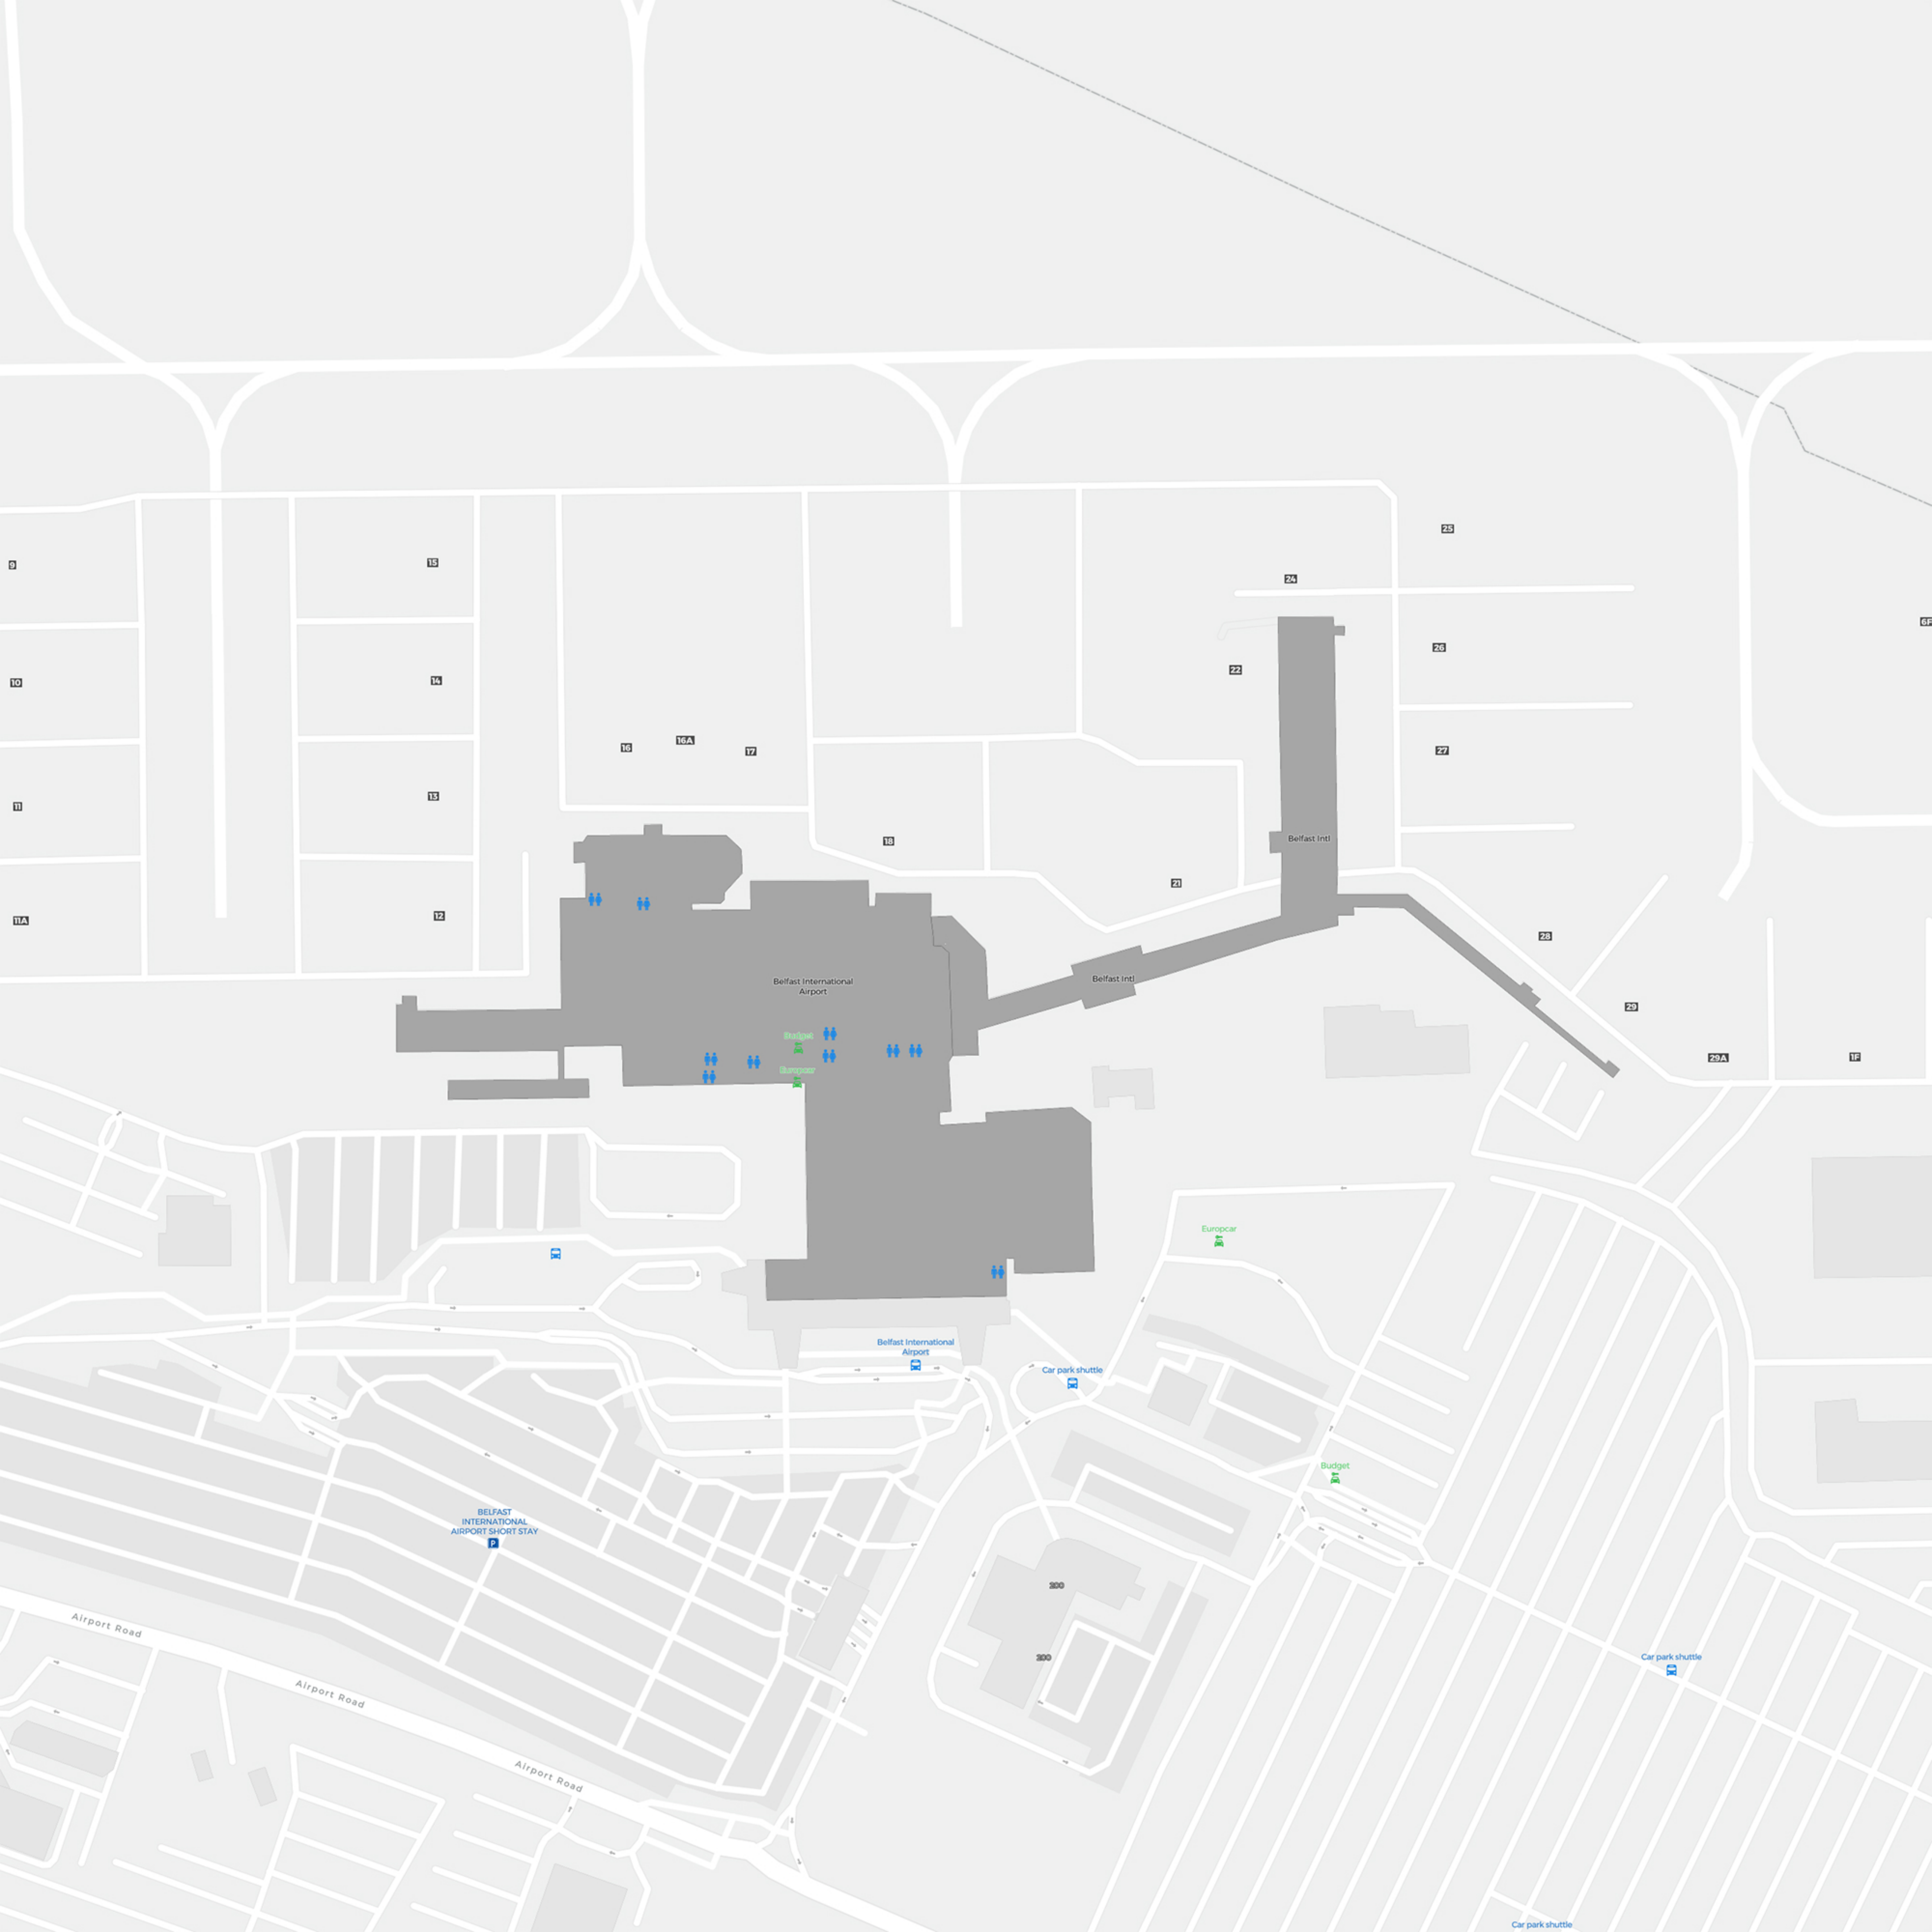 25
15
9
24
6F
26
22
14
10
16A
16
17
27
13
11
18
Belfast Intl
21
12
11A
28
Belfast Intl
Belfast International
Airport
29
Budget
29A
1F
Europcar
Europcar
Belfast International
Airport
Car park shuttle
Budget
BELFAST
INTERNATIONAL
AIRPORT SHORT STAY
P
200
Airport Road
200
Car park shuttle
Airport Road
Airport Road
Car park shuttle